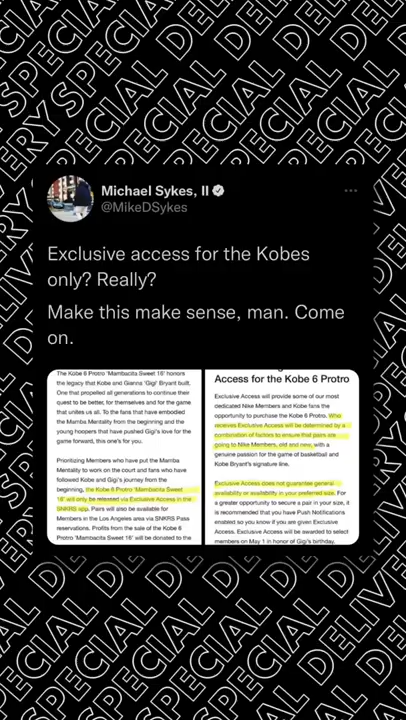 SPECIAL DELIVERY
Michael Sykes, II
@MikeDSykes
Exclusive access for the Kobes
only? Really?
Make this make sense, man. Come
on.
The Kobe 6 Protro 'Mambacita Sweet 16' honors
the legacy that Kobe and Gianna 'Gigi' Bryant built.
One that propelled all generations to continue their
quest to be better, for themselves and for the game
that unites us all. To the fans that have embodied
the Mamba Mentality from the beginning and the
young hoopers that have pushed Gigi's love for the
game forward, this one's for you.
Prioritizing Members who have put the Mamba
Mentality to work on the court and fans who have
followed Kobe and Gigi's journey from the
beginning, the Kobe 6 Protro 'Mambacita Sweet
16' will only be released via Exclusive Access in the
SNKRS app. Pairs will also be available for
Members in the Los Angeles area via SNKRS Pass
reservations. Profits from the sale of the Kobe 6
Protro 'Mambacita Sweet 16' will be donated to the
Access for the Kobe 6 Protro
Exclusive Access will provide some of our most
dedicated Nike Members and Kobe fans the
opportunity to purchase the Kobe 6 Protro. Who
receives Exclusive Access will be determined by a
combination of factors to ensure that pairs are
going to Nike Members, old and new, with a
genuine passion for the game of basketball and
Kobe Bryant's signature line.
Exclusive Access does not guarantee general
availability or availability in your preferred size. For
a greater opportunity to secure a pair in your size, it
is recommended that you have Push Notifications
enabled so you know if you are given Exclusive
Access. Exclusive Access will be awarded to select
members on May 1 in honor of Gigi's birthday,